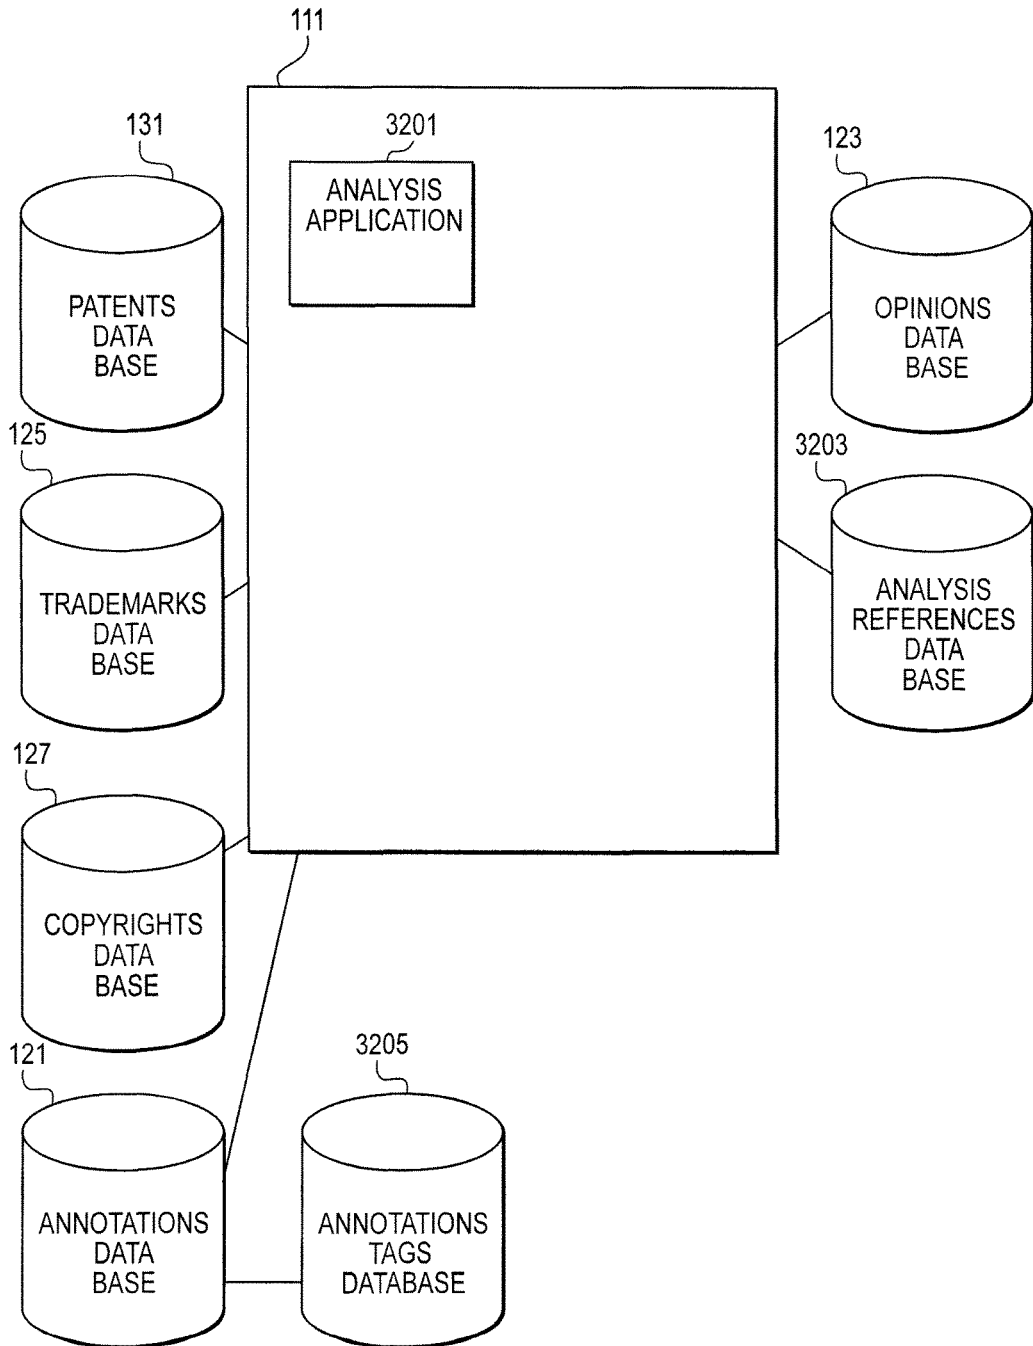 111
131
3201
123
ANALYSIS
APPLICATION
PATENTS
DATA
BASE
OPINIONS
DATA
BASE
125
3203
TRADEMARKS
DATA
BASE
ANALYSIS
REFERENCES
DATA
BASE
127
COPYRIGHTS
DATA
BASE
121
3205
ANNOTATIONS
DATA
BASE
ANNOTATIONS
TAGS
DATABASE